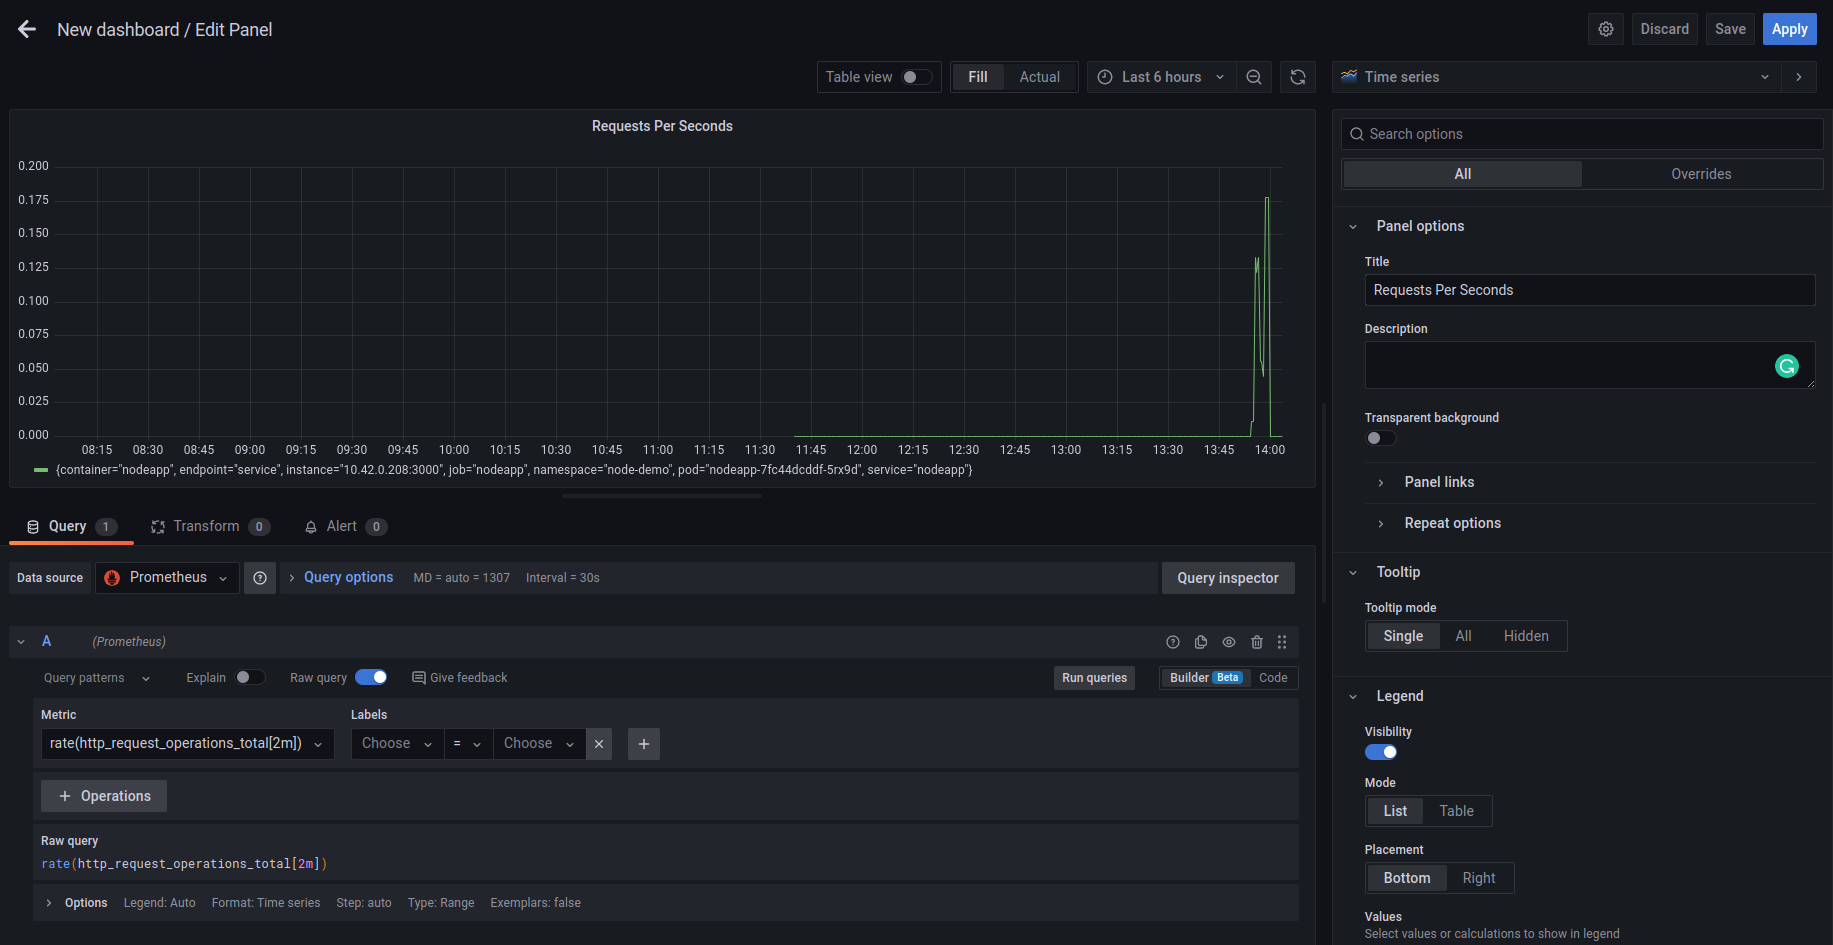 New dashboard / Edit Panel
Discard
Save
Apply
Table view
Fill
Actual
Last 6 hours
Time series
Requests Per Seconds
0.200
0.175
0.150
0.125
0.100
0.075
0.050
0.025
0.000
08:15 08:30 08:45 09:00 09:15 09:30 09:45 10:00 10:15 10:30 10:45 11:00 11:15 11:30 11:45 12:00 12:15 12:30 12:45 13:00 13:15 13:30 13:45 14:00
{container="nodeapp", endpoint="service", instance="10.42.0.208:3000", job="nodeapp", namespace="node-demo", pod="nodeapp-7fc44dcddf-5rx9d", service="nodeapp"}
Query 1
Transform 0
Alert 0
Data source
Prometheus
Query options
MD = auto = 1307
Interval = 30s
Query inspector
A
(Prometheus)
Query patterns
Explain
Raw query
Give feedback
Run queries
Builder Beta
Code
Metric
Labels
rate(http_request_operations_total[2m])
Choose
=
Choose
+ Operations
Raw query
rate(http_request_operations_total[2m])
Options
Legend: Auto
Format: Time series
Step: auto
Type: Range
Exemplars: false
Search options
All
Overrides
Panel options
Title
Requests Per Seconds
Description
Transparent background
Panel links
Repeat options
Tooltip
Tooltip mode
Single
All
Hidden
Legend
Visibility
Mode
List
Table
Placement
Bottom
Right
Values
Select values or calculations to show in legend